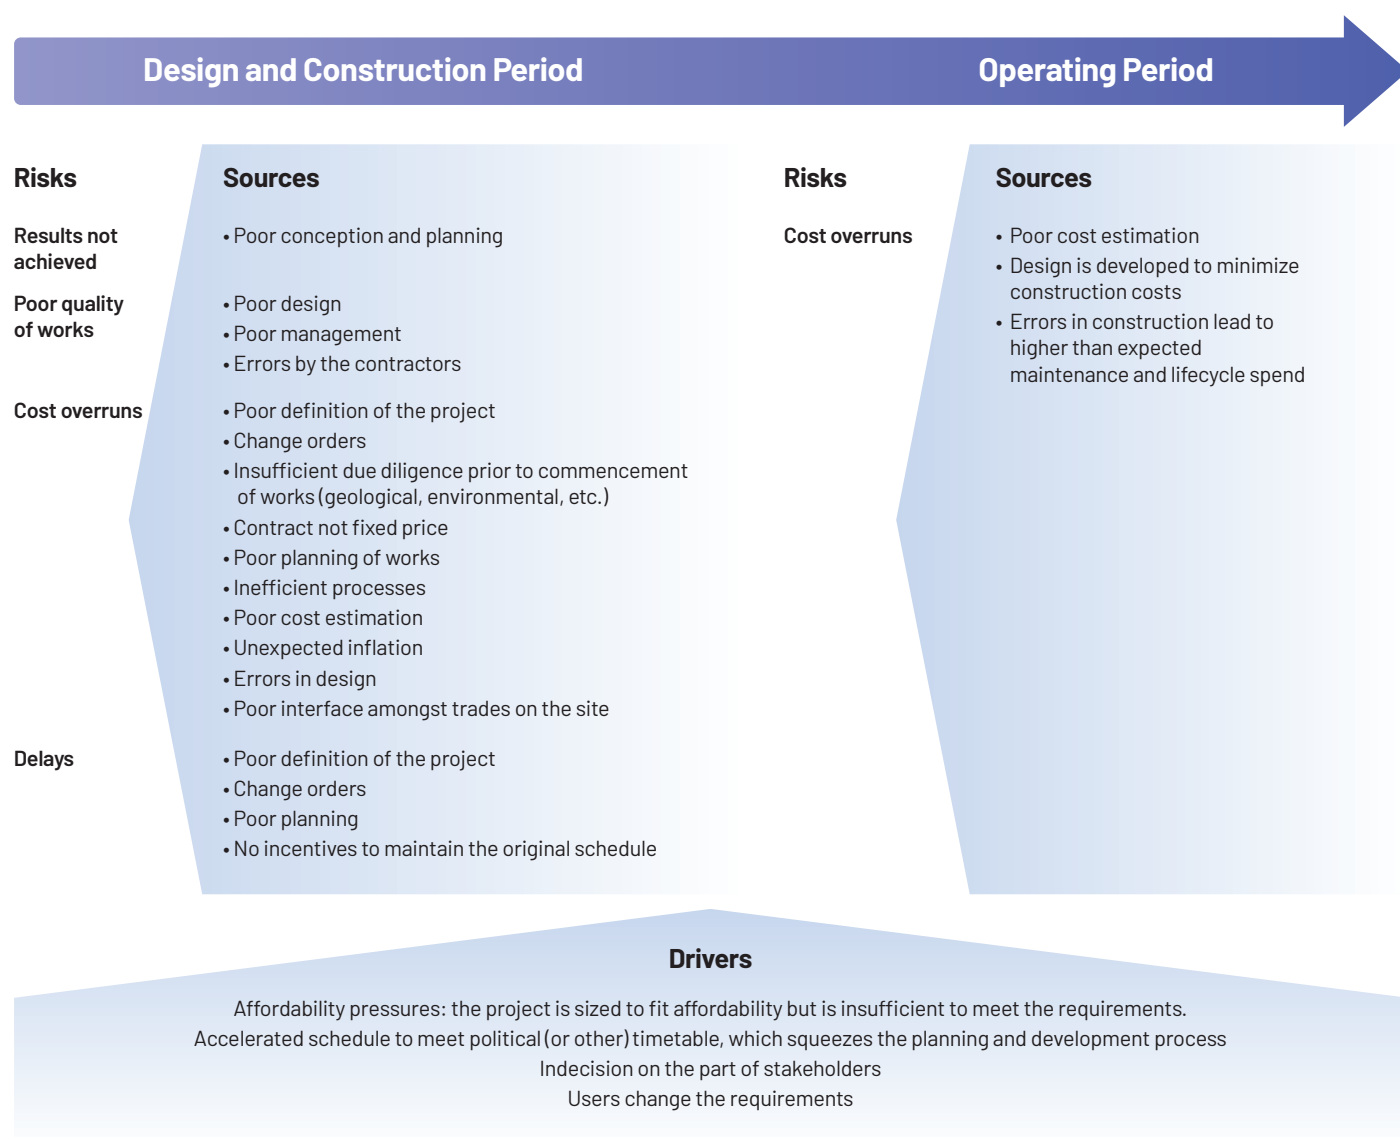 Design and Construction Period
Operating Period
Risks
Sources
Results not
achieved
• Poor conception and planning
Poor quality
of works
• Poor design
• Poor management
• Errors by the contractors
Cost overruns
• Poor definition of the project
• Change orders
• Insufficient due diligence prior to commencement
of works (geological, environmental, etc.)
• Contract not fixed price
• Poor planning of works
• Inefficient processes
• Poor cost estimation
• Unexpected inflation
• Errors in design
• Poor interface amongst trades on the site
Delays
• Poor definition of the project
• Change orders
• Poor planning
• No incentives to maintain the original schedule
Risks
Sources
Cost overruns
• Poor cost estimation
• Design is developed to minimize
construction costs
• Errors in construction lead to
higher than expected
maintenance and lifecycle spend
Drivers
Affordability pressures: the project is sized to fit affordability but is insufficient to meet the requirements.
Accelerated schedule to meet political (or other) timetable, which squeezes the planning and development process
Indecision on the part of stakeholders
Users change the requirements